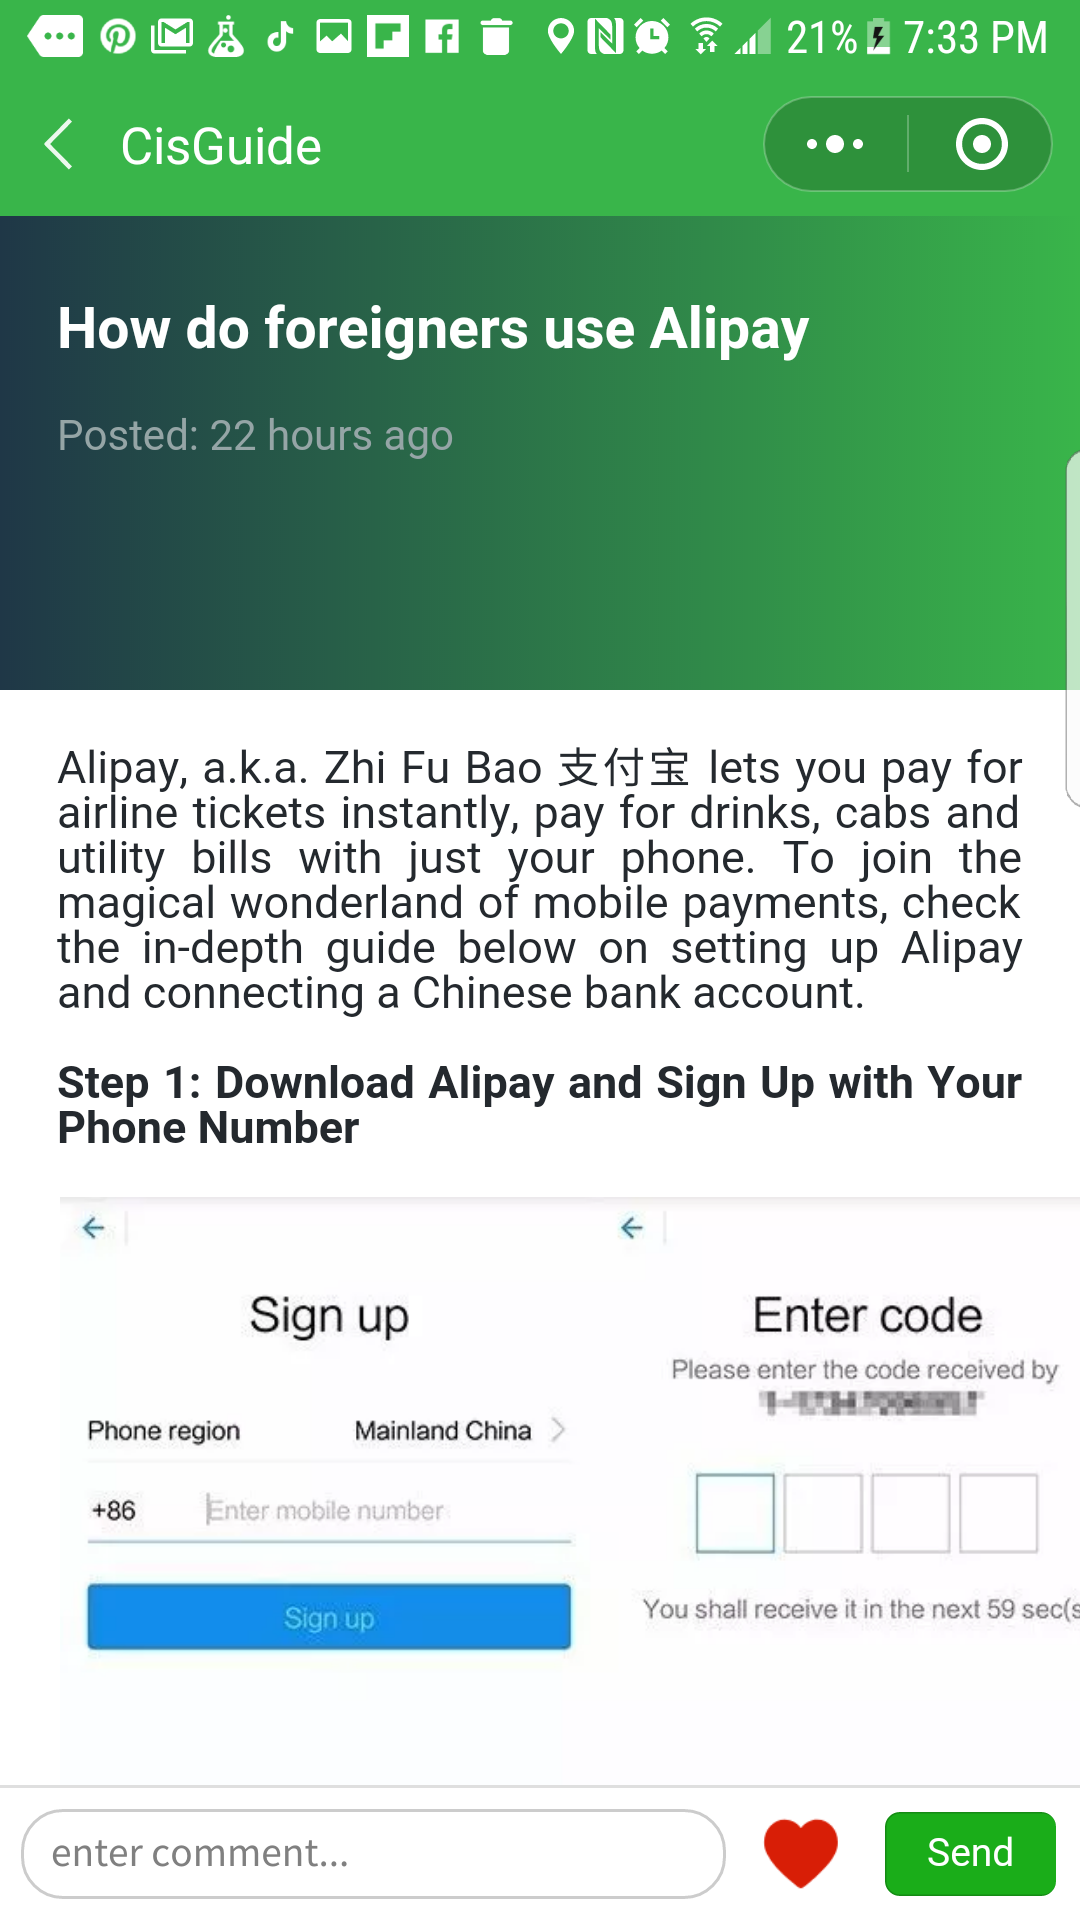 21% 7:33 PM
CisGuide
How do foreigners use Alipay
Posted: 22 hours ago
Alipay, a.k.a. Zhi Fu Bao 支付宝 lets you pay for
airline tickets instantly, pay for drinks, cabs and
utility bills with just your phone. To join the
magical wonderland of mobile payments, check
the in-depth guide below on setting up Alipay
and connecting a Chinese bank account.
Step 1: Download Alipay and Sign Up with Your
Phone Number
Sign up
Phone region Mainland China
+86 Enter mobile number
Sign up
Enter code
Please enter the code received by
You shall receive it in the next 59 sec(s
enter comment...
Send